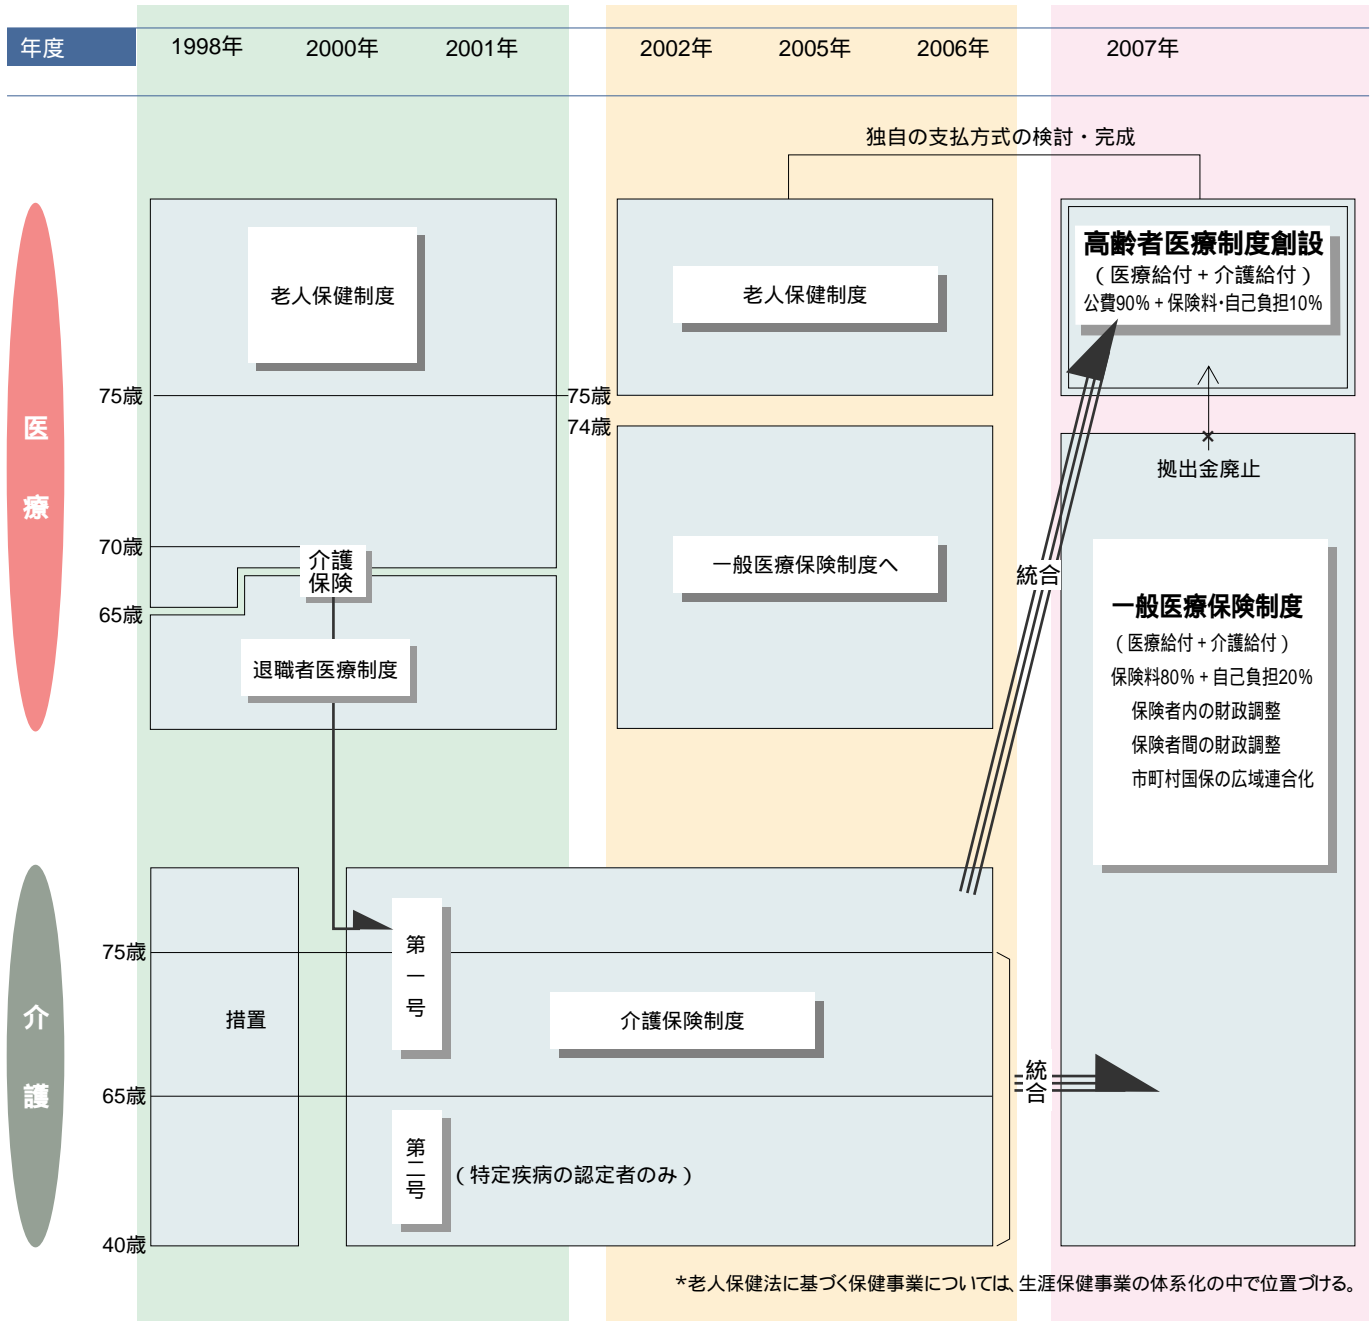 年度 1998年 2000年 2001年 2002年 2005年 2006年 2007年
独自の支払方式の検討・完成
医療
老人保健制度
老人保健制度
高齢者医療制度創設
(医療給付+介護給付)
公費90%+保険料・自己負担10%
75歳
75歳
74歳
拠出金廃止
70歳
介護
保険
65歳
退職者医療制度
一般医療保険制度へ
統合
一般医療保険制度
(医療給付+介護給付)
保険料80%+自己負担20%
保険者内の財政調整
保険者間の財政調整
市町村国保の広域連合化
介護
75歳
措置
第一号
介護保険制度
統合
65歳
第二号
(特定疾病の認定者のみ)
40歳
*老人保健法に基づく保健事業については、生涯保健事業の体系化の中で位置づける。